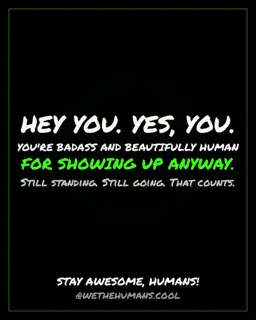 HEY YOU. YES, YOU.
YOU'RE BADASS AND BEAUTIFULLY HUMAN
FOR SHOWING UP ANYWAY.
STILL STANDING. STILL GOING. THAT COUNTS.
STAY AWESOME, HUMANS!
@WETHEHUMANS.COOL